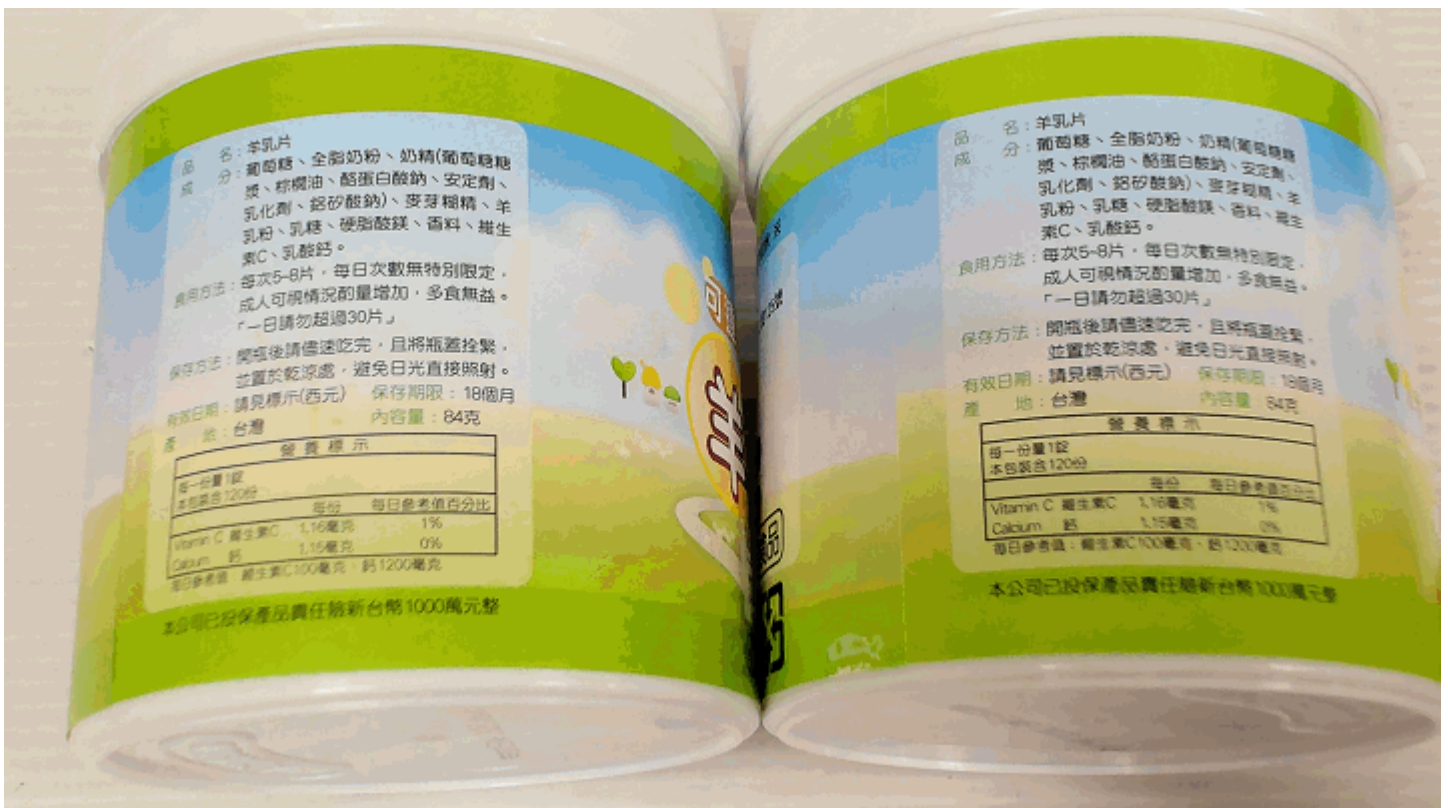 品　名：羊乳片
成　分：葡萄糖、全脂奶粉、奶精(葡萄糖糖
漿、棕櫚油、酪蛋白酸鈉、安定劑、
乳化劑、鋁矽酸鈉)、麥芽糊精、羊
乳粉、乳糖、硬脂酸鎂、香料、維生
素C、乳酸鈣。
食用方法：每次5-8片，每日次數無特別限定，
成人可視情況酌量增加，多食無益。
「一日請勿超過30片」
保存方法：開瓶後請儘速吃完，且將瓶蓋拴緊，
並置於乾涼處，避免日光直接照射。
有效日期：請見標示(西元)　保存期限：18個月
產　地：台灣　內容量：84克
營養標示
每一份量1錠
本包裝含120份
每份　每日參考值百分比
Vitamin C 維生素C　1.16毫克　1%
Calcium 鈣　1.15毫克　0%
每日參考值　維生素C100毫克、鈣1200毫克
本公司已投保產品責任險新台幣1000萬元整
羊
品　名：羊乳片
成　分：葡萄糖、全脂奶粉、奶精(葡萄糖糖
漿、棕櫚油、酪蛋白酸鈉、安定劑、
乳化劑、鋁矽酸鈉)、麥芽糊精、羊
乳粉、乳糖、硬脂酸鎂、香料、維生
素C、乳酸鈣。
食用方法：每次5-8片，每日次數無特別限定，
成人可視情況酌量增加，多食無益。
「一日請勿超過30片」
保存方法：開瓶後請儘速吃完，且將瓶蓋拴緊，
並置於乾涼處，避免日光直接照射。
有效日期：請見標示(西元)　保存期限：18個月
產　地：台灣　內容量　84克
營養標示
每一份量1錠
本包裝含120份
每份　每日參考值百分比
Vitamin C 維生素C　1.16毫克　1%
Calcium 鈣　1.15毫克　0%
每日參考值：維生素C100毫克、鈣1200毫克
本公司已投保產品責任險新台幣1000萬元整